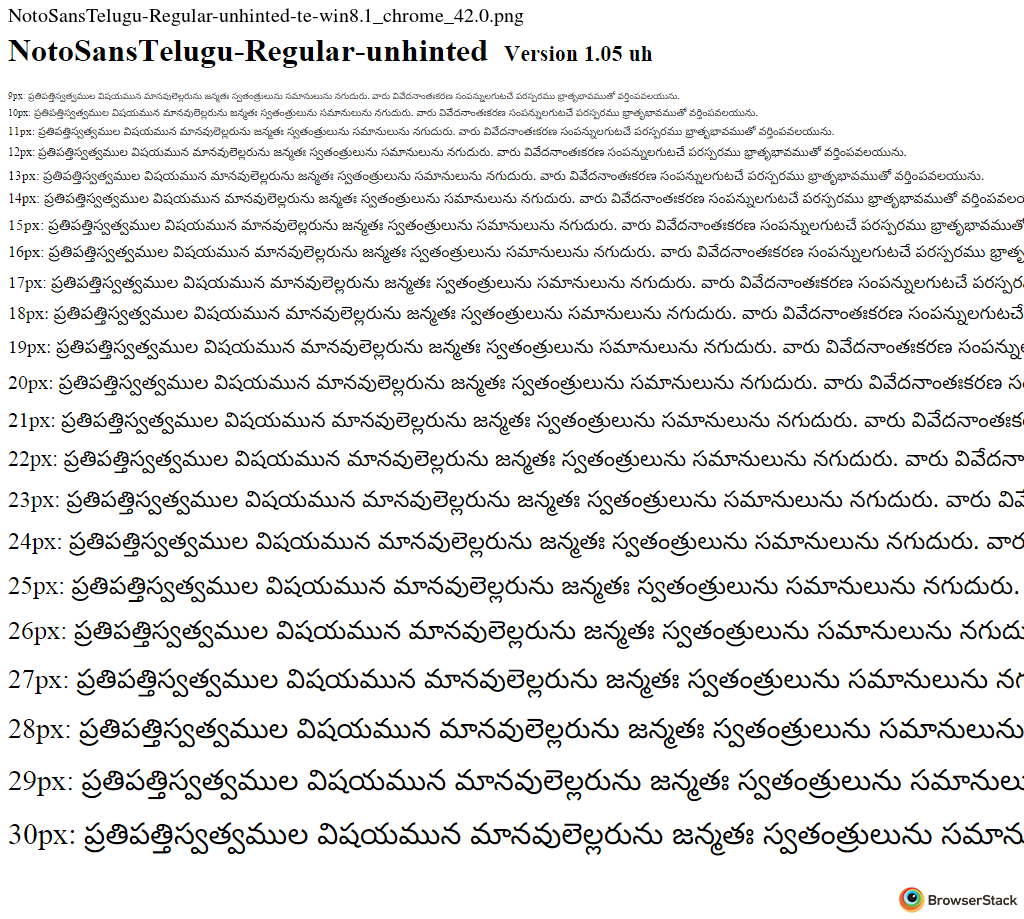 NotoSansTelugu-Regular-unhinted-te-win8.1_chrome_42.0.png
NotoSansTelugu-Regular-unhinted Version 1.05 uh
9px: ప్రతిపత్తిస్వత్వముల విషయమున మానవులెల్లరును జన్మతః స్వతంత్రులును సమానులును నగుదురు. వారు వివేదనాంతఃకరణ సంపన్నులగుటచే పరస్పరము భ్రాతృభావముతో వర్తింపవలయును.
10px: ప్రతిపత్తిస్వత్వముల విషయమున మానవులెల్లరును జన్మతః స్వతంత్రులును సమానులును నగుదురు. వారు వివేదనాంతఃకరణ సంపన్నులగుటచే పరస్పరము భ్రాతృభావముతో వర్తింపవలయును.
11px: ప్రతిపత్తిస్వత్వముల విషయమున మానవులెల్లరును జన్మతః స్వతంత్రులును సమానులును నగుదురు. వారు వివేదనాంతఃకరణ సంపన్నులగుటచే పరస్పరము భ్రాతృభావముతో వర్తింపవలయును.
12px: ప్రతిపత్తిస్వత్వముల విషయమున మానవులెల్లరును జన్మతః స్వతంత్రులును సమానులును నగుదురు. వారు వివేదనాంతఃకరణ సంపన్నులగుటచే పరస్పరము భ్రాతృభావముతో వర్తింపవలయును.
13px: ప్రతిపత్తిస్వత్వముల విషయమున మానవులెల్లరును జన్మతః స్వతంత్రులును సమానులును నగుదురు. వారు వివేదనాంతఃకరణ సంపన్నులగుటచే పరస్పరము భ్రాతృభావముతో వర్తింపవలయును.
14px: ప్రతిపత్తిస్వత్వముల విషయమున మానవులెల్లరును జన్మతః స్వతంత్రులును సమానులును నగుదురు. వారు వివేదనాంతఃకరణ సంపన్నులగుటచే పరస్పరము భ్రాతృభావముతో వర్తింపవల
15px: ప్రతిపత్తిస్వత్వముల విషయమున మానవులెల్లరును జన్మతః స్వతంత్రులును సమానులును నగుదురు. వారు వివేదనాంతఃకరణ సంపన్నులగుటచే పరస్పరము భ్రాతృభావముతో
16px: ప్రతిపత్తిస్వత్వముల విషయమున మానవులెల్లరును జన్మతః స్వతంత్రులును సమానులును నగుదురు. వారు వివేదనాంతఃకరణ సంపన్నులగుటచే పరస్పరము భ్రాతృ
17px: ప్రతిపత్తిస్వత్వముల విషయమున మానవులెల్లరును జన్మతః స్వతంత్రులును సమానులును నగుదురు. వారు వివేదనాంతఃకరణ సంపన్నులగుటచే పరస్పర
18px: ప్రతిపత్తిస్వత్వముల విషయమున మానవులెల్లరును జన్మతః స్వతంత్రులును సమానులును నగుదురు. వారు వివేదనాంతఃకరణ సంపన్నులగుటచే
19px: ప్రతిపత్తిస్వత్వముల విషయమున మానవులెల్లరును జన్మతః స్వతంత్రులును సమానులును నగుదురు. వారు వివేదనాంతఃకరణ సంపన్ను
20px: ప్రతిపత్తిస్వత్వముల విషయమున మానవులెల్లరును జన్మతః స్వతంత్రులును సమానులును నగుదురు. వారు వివేదనాంతఃకరణ సం
21px: ప్రతిపత్తిస్వత్వముల విషయమున మానవులెల్లరును జన్మతః స్వతంత్రులును సమానులును నగుదురు. వారు వివేదనాంతఃక
22px: ప్రతిపత్తిస్వత్వముల విషయమున మానవులెల్లరును జన్మతః స్వతంత్రులును సమానులును నగుదురు. వారు వివేదనా
23px: ప్రతిపత్తిస్వత్వముల విషయమున మానవులెల్లరును జన్మతః స్వతంత్రులును సమానులును నగుదురు. వారు వివే
24px: ప్రతిపత్తిస్వత్వముల విషయమున మానవులెల్లరును జన్మతః స్వతంత్రులును సమానులును నగుదురు. వార
25px: ప్రతిపత్తిస్వత్వముల విషయమున మానవులెల్లరును జన్మతః స్వతంత్రులును సమానులును నగుదురు.
26px: ప్రతిపత్తిస్వత్వముల విషయమున మానవులెల్లరును జన్మతః స్వతంత్రులును సమానులును నగుదు
27px: ప్రతిపత్తిస్వత్వముల విషయమున మానవులెల్లరును జన్మతః స్వతంత్రులును సమానులును నగ
28px: ప్రతిపత్తిస్వత్వముల విషయమున మానవులెల్లరును జన్మతః స్వతంత్రులును సమానులును
29px: ప్రతిపత్తిస్వత్వముల విషయమున మానవులెల్లరును జన్మతః స్వతంత్రులును సమానులు
30px: ప్రతిపత్తిస్వత్వముల విషయమున మానవులెల్లరును జన్మతః స్వతంత్రులును సమాను
BrowserStack